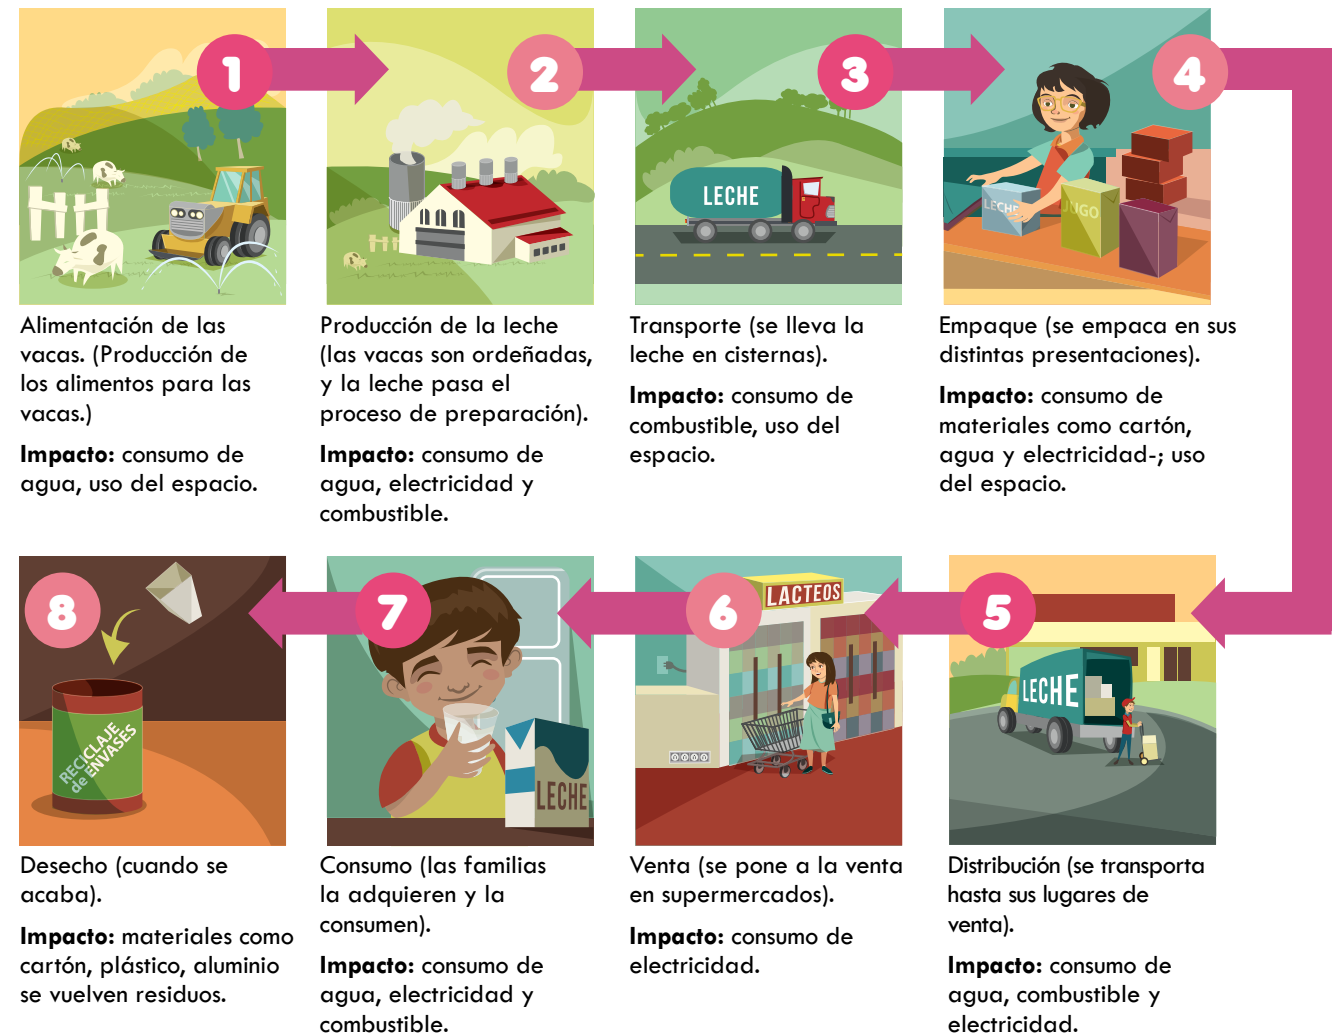 1
2
3
4
LECHE
LECHE
JUGO
Alimentación de las
vacas. (Producción de
los alimentos para las
vacas.)
Impacto: consumo de
agua, uso del espacio.
Producción de la leche
(las vacas son ordeñadas,
y la leche pasa el
proceso de preparación).
Impacto: consumo de
agua, electricidad y
combustible.
Transporte (se lleva la
leche en cisternas).
Impacto: consumo de
combustible, uso del
espacio.
Empaque (se empaca en sus
distintas presentaciones).
Impacto: consumo de
materiales como cartón,
agua y electricidad-; uso
del espacio.
5
LECHE
Distribución (se transporta
hasta sus lugares de
venta).
Impacto: consumo de
agua, combustible y
electricidad.
6
LACTEOS
Venta (se pone a la venta
en supermercados).
Impacto: consumo de
electricidad.
7
LECHE
Consumo (las familias
la adquieren y la
consumen).
Impacto: consumo de
agua, electricidad y
combustible.
8
RECICLAJE
de ENVASES
Desecho (cuando se
acaba).
Impacto: materiales como
cartón, plástico, aluminio
se vuelven residuos.